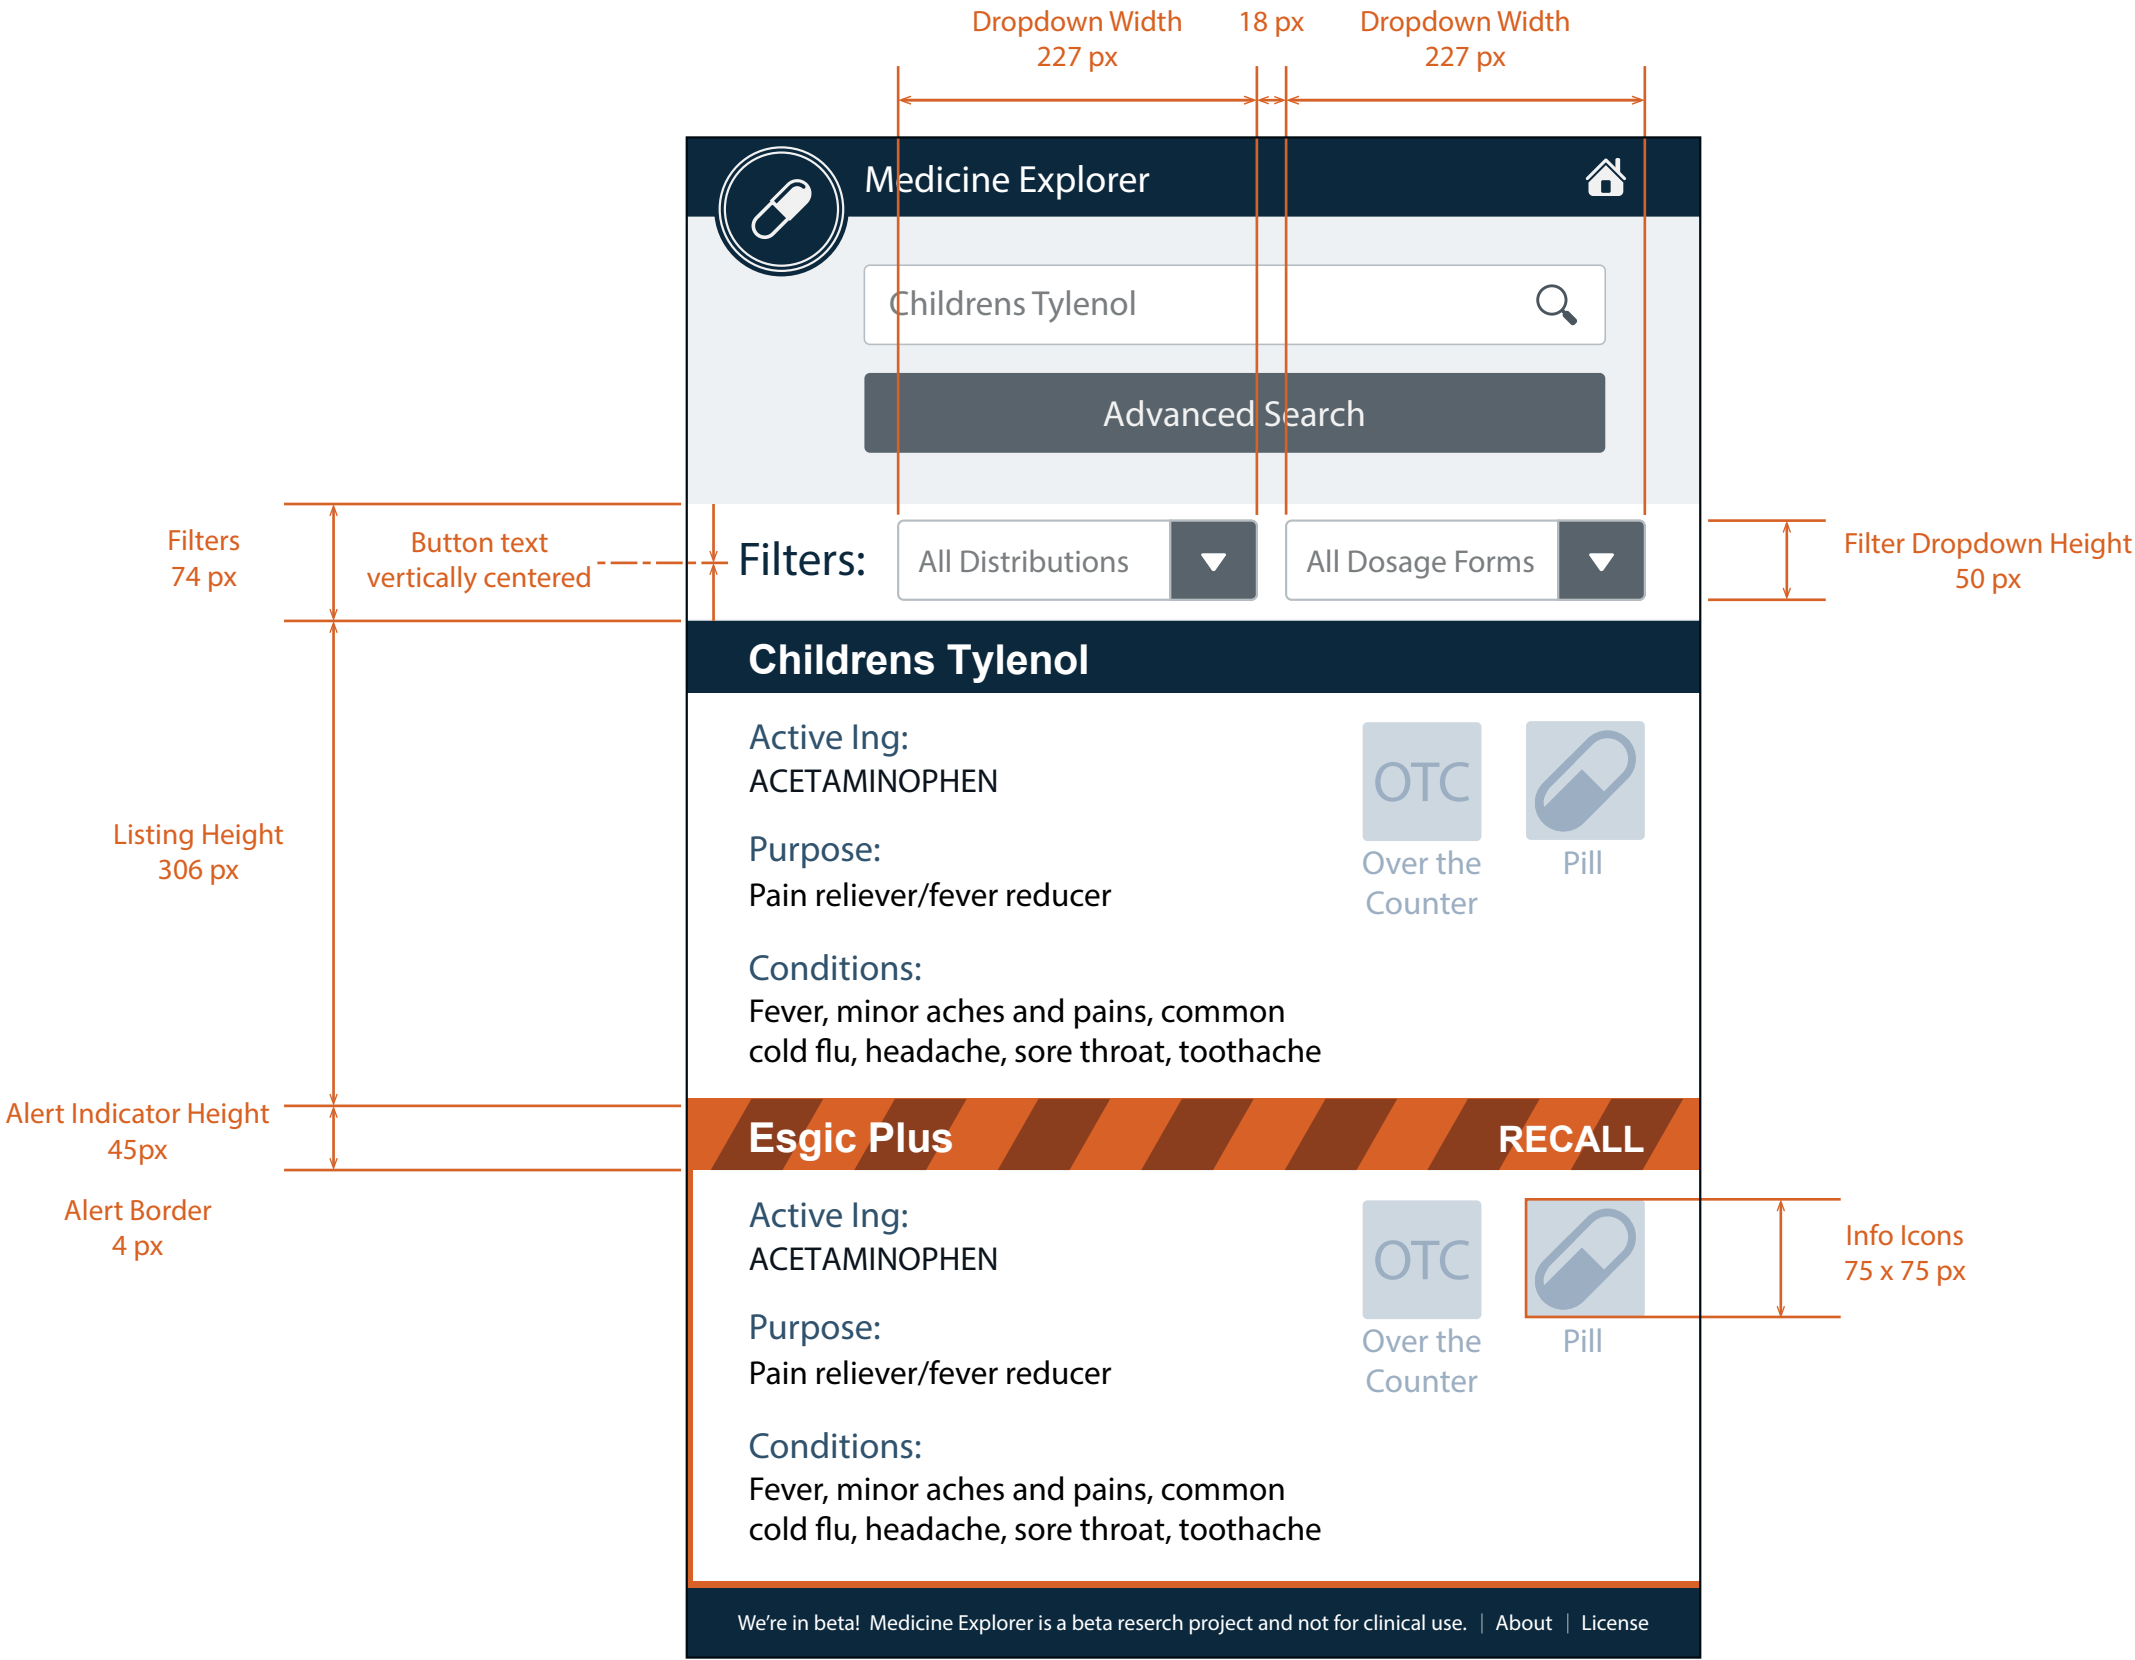 Dropdown Width
227 px
18 px
Dropdown Width
227 px
Medicine Explorer
Childrens Tylenol
Advanced Search
Filters
74 px
Button text
vertically centered
Filters:
All Distributions
All Dosage Forms
Filter Dropdown Height
50 px
Childrens Tylenol
Active Ing:
ACETAMINOPHEN
OTC
Over the
Counter
Pill
Purpose:
Pain reliever/fever reducer
Listing Height
306 px
Conditions:
Fever, minor aches and pains, common
cold flu, headache, sore throat, toothache
Alert Indicator Height
45px
Esgic Plus
RECALL
Alert Border
4 px
Active Ing:
ACETAMINOPHEN
OTC
Over the
Counter
Pill
Info Icons
75 x 75 px
Purpose:
Pain reliever/fever reducer
Conditions:
Fever, minor aches and pains, common
cold flu, headache, sore throat, toothache
We're in beta! Medicine Explorer is a beta reserch project and not for clinical use. | About | License